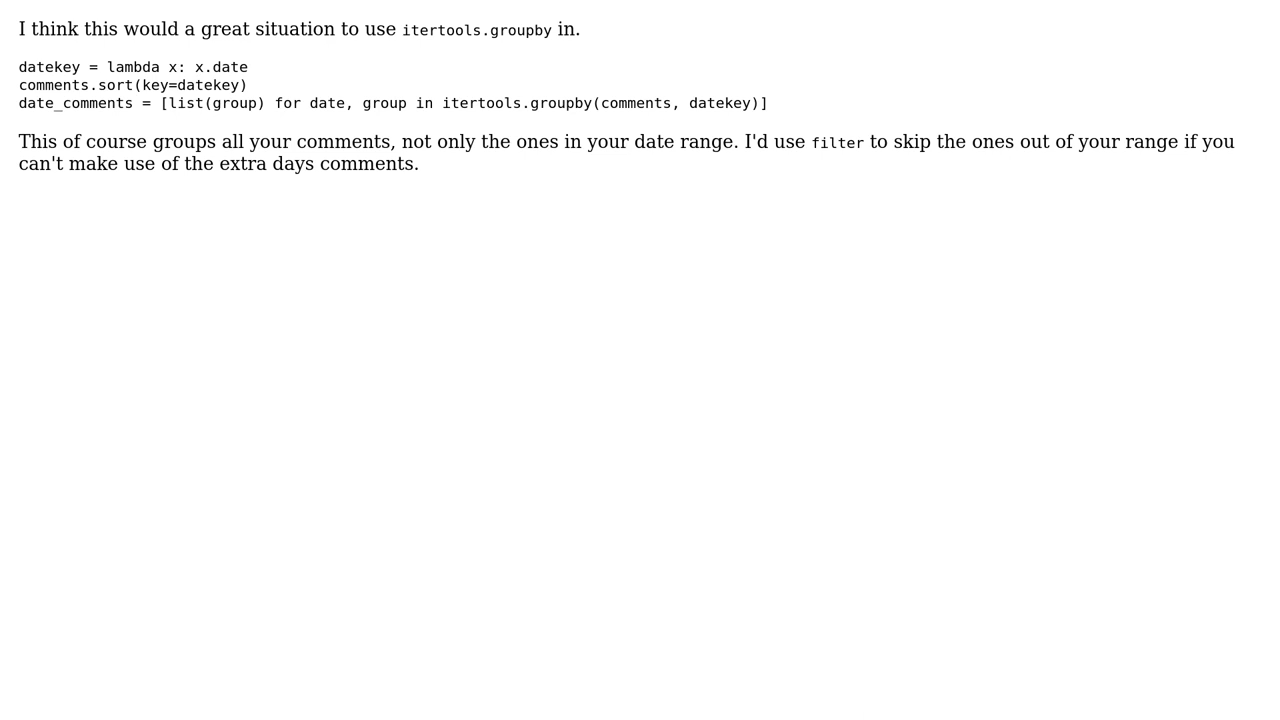 I think this would a great situation to use itertools.groupby in.
datekey = lambda x: x.date
comments.sort(key=datekey)
date_comments = [list(group) for date, group in itertools.groupby(comments, datekey)]
This of course groups all your comments, not only the ones in your date range. I'd use filter to skip the ones out of your range if you
can't make use of the extra days comments.